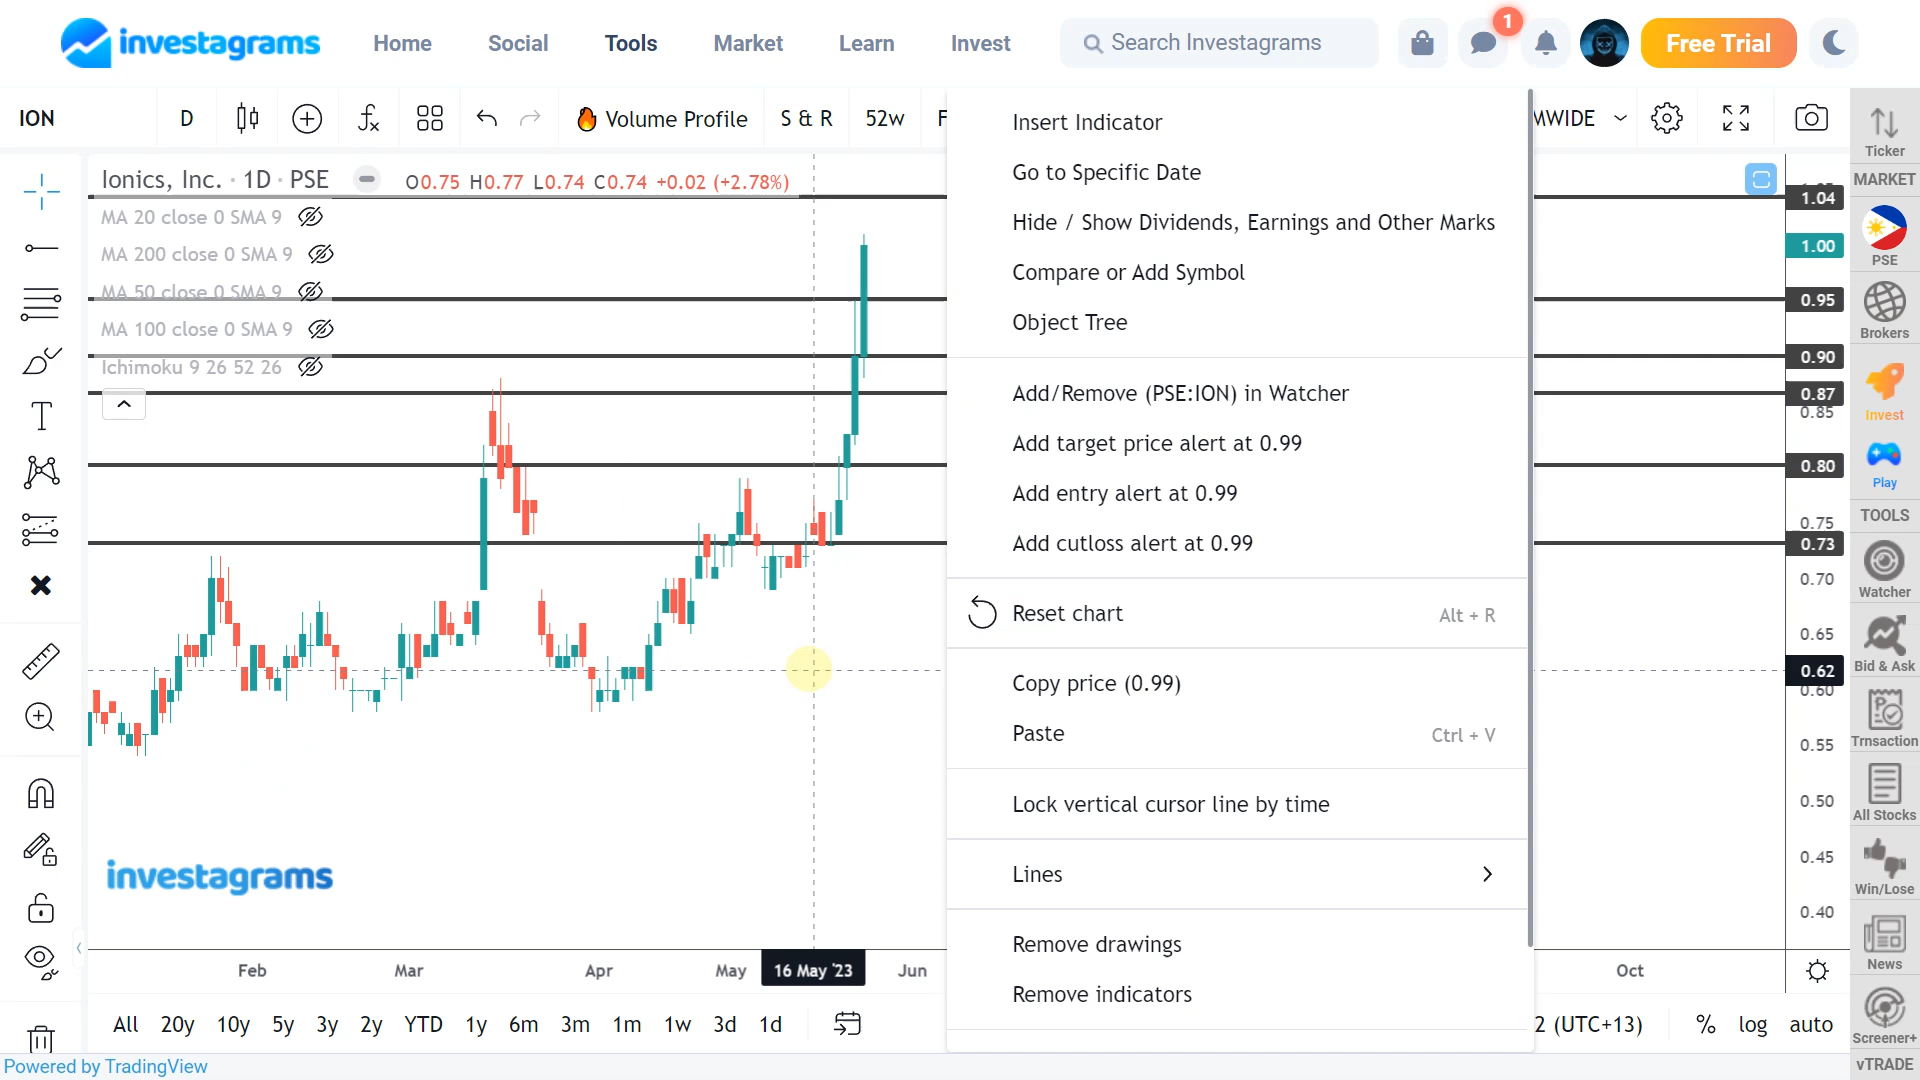 investagrams
Home
Social
Tools
Market
Learn
Invest
Search Investagrams
1
Free Trial
ION
D
Volume Profile
S & R
52w
MWIDE
Ionics, Inc. · 1D · PSE
O0.75 H0.77 L0.74 C0.74 +0.02 (+2.78%)
MA 20 close 0 SMA 9
MA 200 close 0 SMA 9
MA 50 close 0 SMA 9
MA 100 close 0 SMA 9
Ichimoku 9 26 52 26
Insert Indicator
Go to Specific Date
Hide / Show Dividends, Earnings and Other Marks
Compare or Add Symbol
Object Tree
Add/Remove (PSE:ION) in Watcher
Add target price alert at 0.99
Add entry alert at 0.99
Add cutloss alert at 0.99
Reset chart Alt + R
Copy price (0.99)
Paste Ctrl + V
Lock vertical cursor line by time
Lines
Remove drawings
Remove indicators
1.04
1.00
0.95
0.90
0.87
0.85
0.80
0.75
0.73
0.70
0.65
0.62
0.60
0.55
0.50
0.45
0.40
Ticker
MARKET
PSE
Brokers
Invest
Play
TOOLS
Watcher
Bid & Ask
Trnsaction
All Stocks
Win/Lose
News
Screener+
vTRADE
investagrams
Feb
Mar
Apr
May
16 May '23
Jun
Oct
All
20y
10y
5y
3y
2y
YTD
1y
6m
3m
1m
1w
3d
1d
2 (UTC+13)
%
log
auto
Powered by TradingView